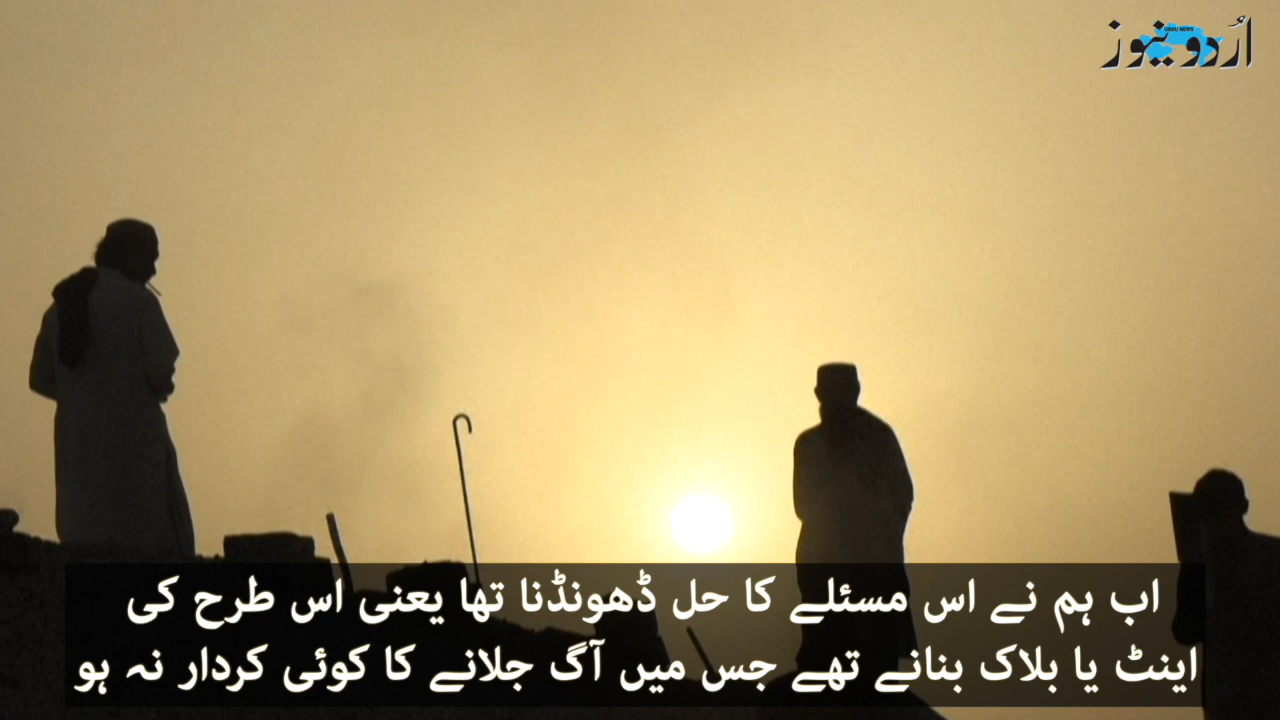 اُردو نیوز
URDU NEWS
اب ہم نے اس مسئلے کا حل ڈھونڈنا تھا یعنی اس طرح کی
اینٹ یا بلاک بنانے تھے جس میں آگ جلانے کا کوئی کردار نہ ہو